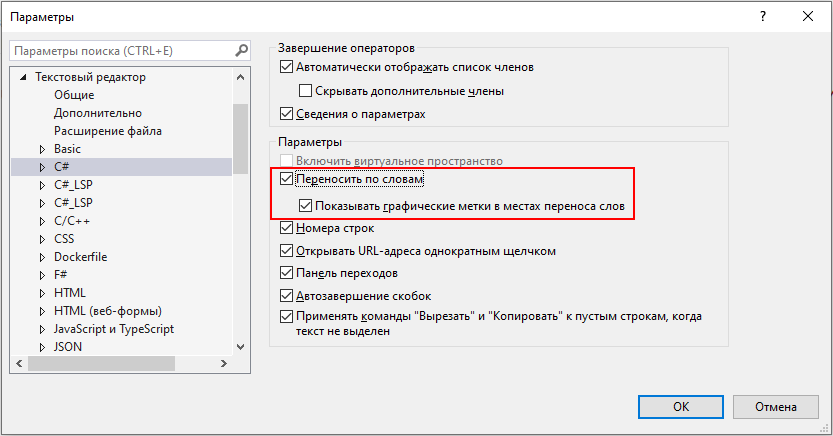 Параметры
?
Параметры поиска (CTRL+E)
Текстовый редактор
Общие
Дополнительно
Расширение файла
Basic
C#
C#_LSP
C#_LSP
C/C++
CSS
Dockerfile
F#
HTML
HTML (веб-формы)
JavaScript и TypeScript
JSON
Завершение операторов
Автоматически отображать список членов
Скрывать дополнительные члены
Сведения о параметрах
Параметры
Включить виртуальное пространство
Переносить по словам
Показывать графические метки в местах переноса слов
Номера строк
Открывать URL-адреса однократным щелчком
Панель переходов
Автозавершение скобок
Применять команды "Вырезать" и "Копировать" к пустым строкам, когда
текст не выделен
ОК
Отмена